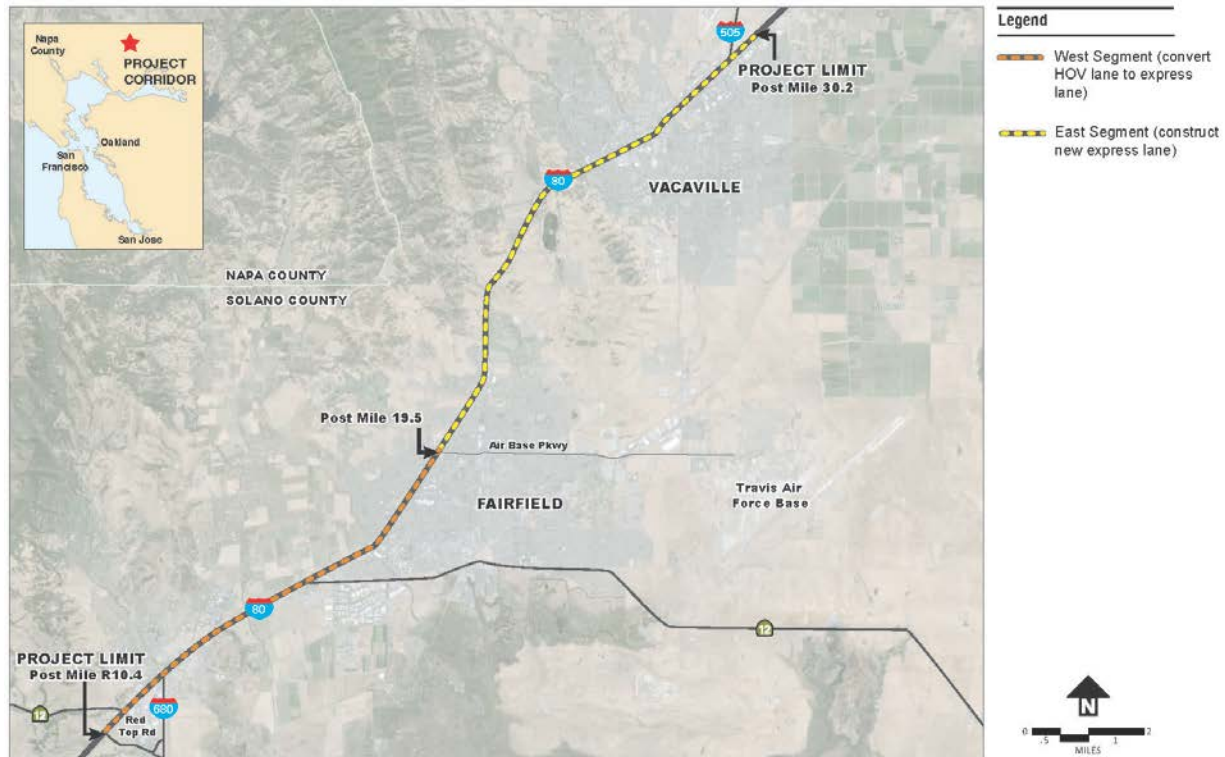 Napa
County
PROJECT
CORRIDOR
Oakland
San
Francisco
San Jose
505
PROJECT LIMIT
Post Mile 30.2
80
VACAVILLE
NAPA COUNTY
SOLANO COUNTY
Post Mile 19.5
Air Base Pkwy
FAIRFIELD
Travis Air
Force Base
80
12
PROJECT LIMIT
Post Mile R10.4
12
Red
Top Rd
680
Legend
West Segment (convert
HOV lane to express
lane)
East Segment (construct
new express lane)
N
0 .5 1 2
MILES